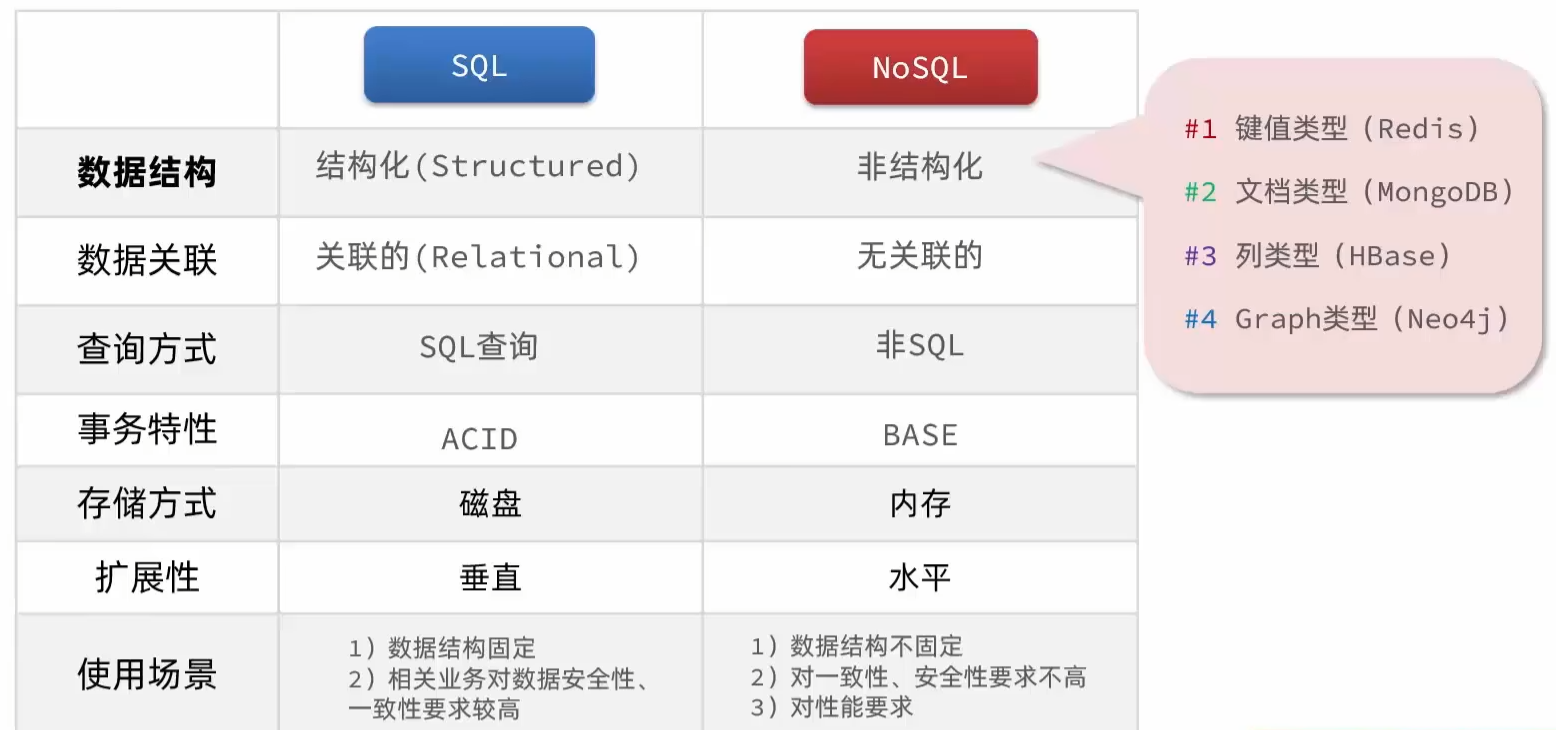 SQL
NoSQL
数据结构
结构化(Structured)
非结构化
#1 键值类型（Redis）
#2 文档类型（MongoDB）
#3 列类型（HBase）
#4 Graph类型（Neo4j）
数据关联
关联的(Relational)
无关联的
查询方式
SQL查询
非SQL
事务特性
ACID
BASE
存储方式
磁盘
内存
扩展性
垂直
水平
使用场景
1）数据结构固定
2）相关业务对数据安全性、
一致性要求较高
1）数据结构不固定
2）对一致性、安全性要求不高
3）对性能要求